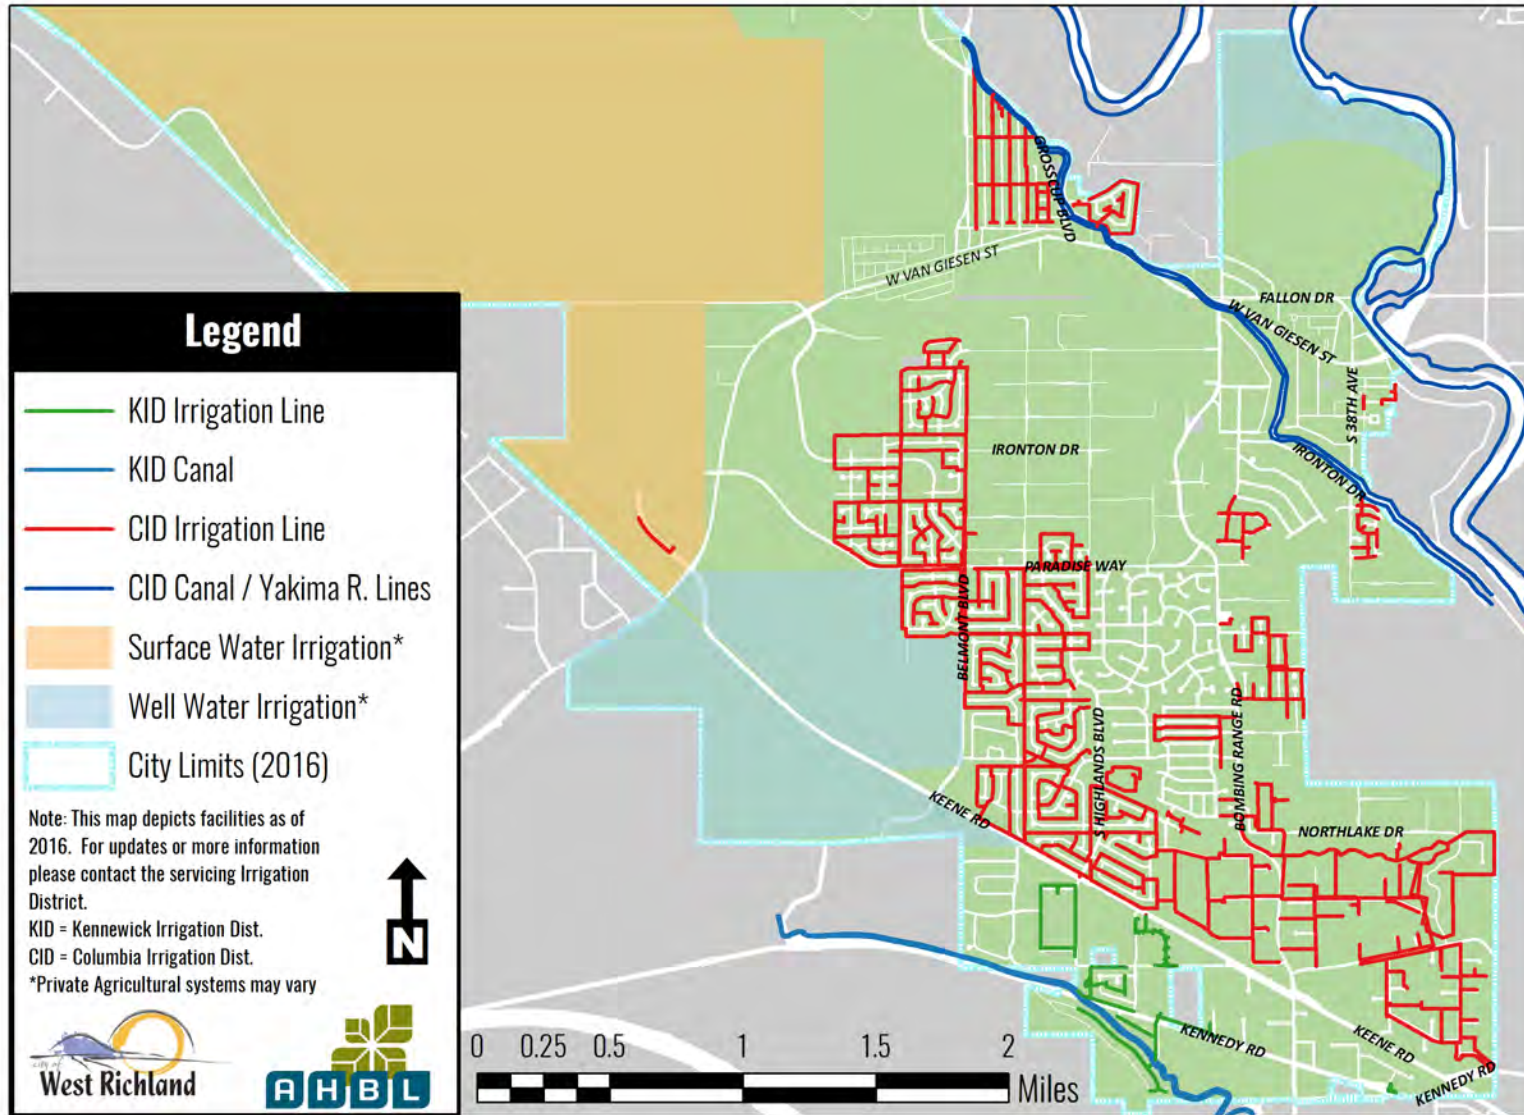 Legend
KID Irrigation Line
KID Canal
CID Irrigation Line
CID Canal / Yakima R. Lines
Surface Water Irrigation*
Well Water Irrigation*
City Limits (2016)
Note: This map depicts facilities as of
2016. For updates or more information
please contact the servicing Irrigation
District.
KID = Kennewick Irrigation Dist.
CID = Columbia Irrigation Dist.
*Private Agricultural systems may vary
N
city of
West Richland
AHBL
0 0.25 0.5 1 1.5 2
Miles
GROSSCUP BLVD
W VAN GIESEN ST
FALLON DR
W VAN GIESEN ST
S 38TH AVE
IRONTON DR
IRONTON DR
PARADISE WAY
BELMONT BLVD
S HIGHLANDS BLVD
BOMBING RANGE RD
KEENE RD
NORTHLAKE DR
KENNEDY RD
KEENE RD
KENNEDY RD